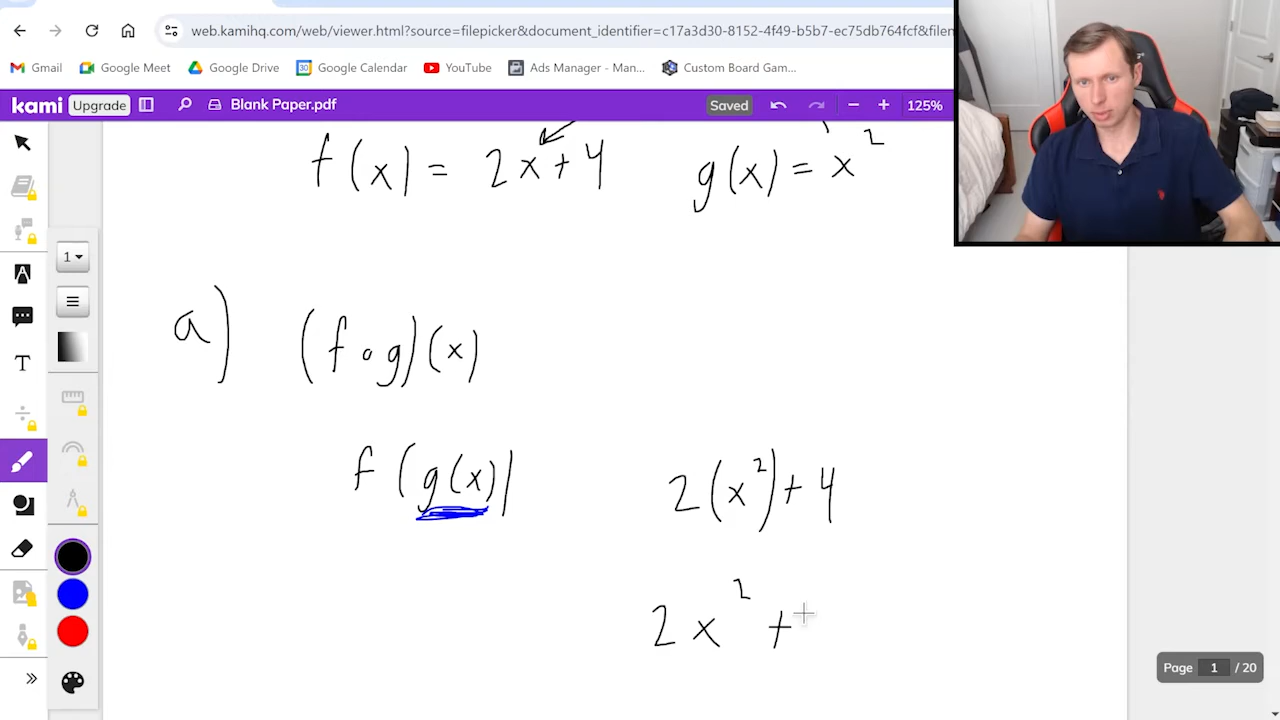 web.kamihq.com/web/viewer.html?source=filepicker&document_identifier=c17a3d30-8152-4f49-b5b7-ec75db764fcf&filen
Gmail Google Meet Google Drive Google Calendar YouTube Ads Manager - Man... Custom Board Gam...
kami Upgrade Blank Paper.pdf Saved 125%
f(x) = 2x+4 g(x) = x²
1
a) (f∘g)(x)
f(g(x)) 2(x²)+4
2x² +
Page 1 / 20